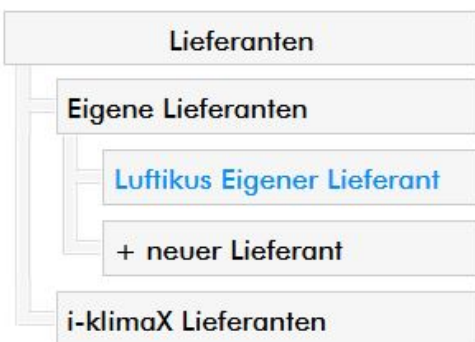 Lieferanten
Eigene Lieferanten
Luftikus Eigener Lieferant
+ neuer Lieferant
i-klimaX Lieferanten